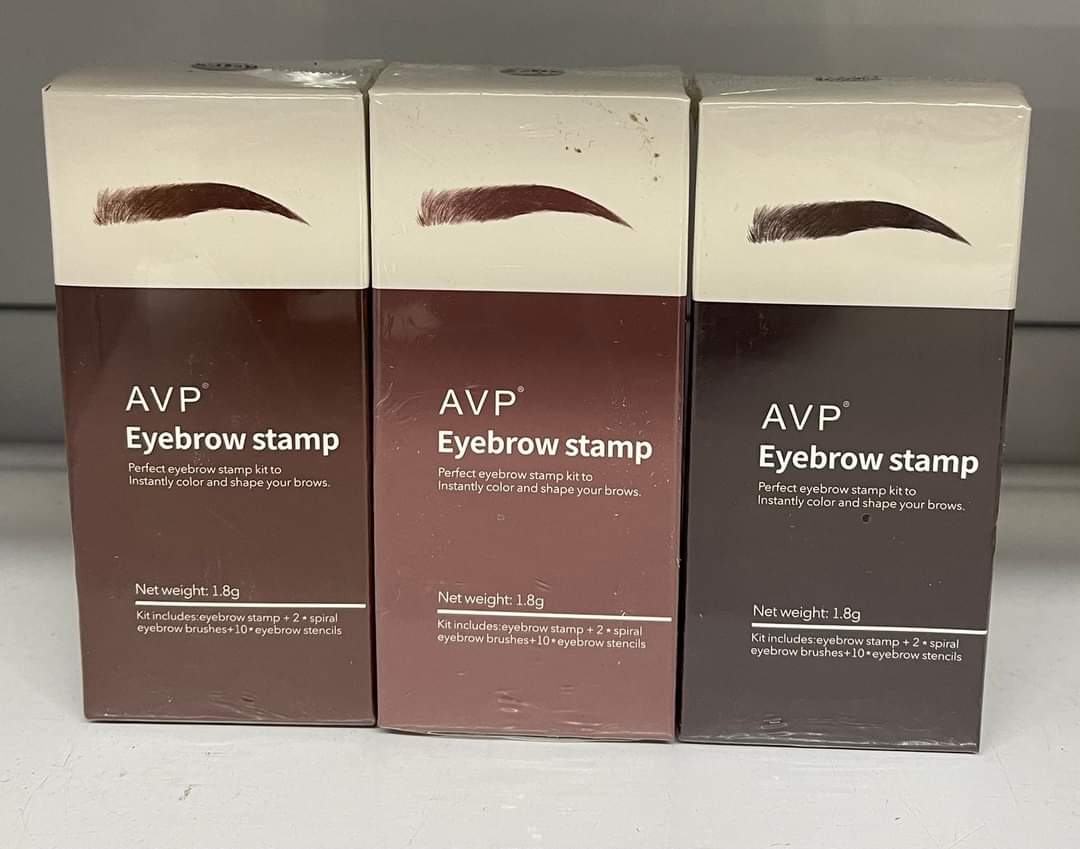 AVP®
Eyebrow stamp
Perfect eyebrow stamp kit to
Instantly color and shape your brows.
Net weight: 1.8g
Kit includes:eyebrow stamp + 2*spiral
eyebrow brushes+10*eyebrow stencils
AVP®
Eyebrow stamp
Perfect eyebrow stamp kit to
Instantly color and shape your brows.
Net weight: 1.8g
Kit includes:eyebrow stamp + 2*spiral
eyebrow brushes+10*eyebrow stencils
AVP®
Eyebrow stamp
Perfect eyebrow stamp kit to
Instantly color and shape your brows.
Net weight: 1.8g
Kit includes:eyebrow stamp + 2*spiral
eyebrow brushes+10*eyebrow stencils